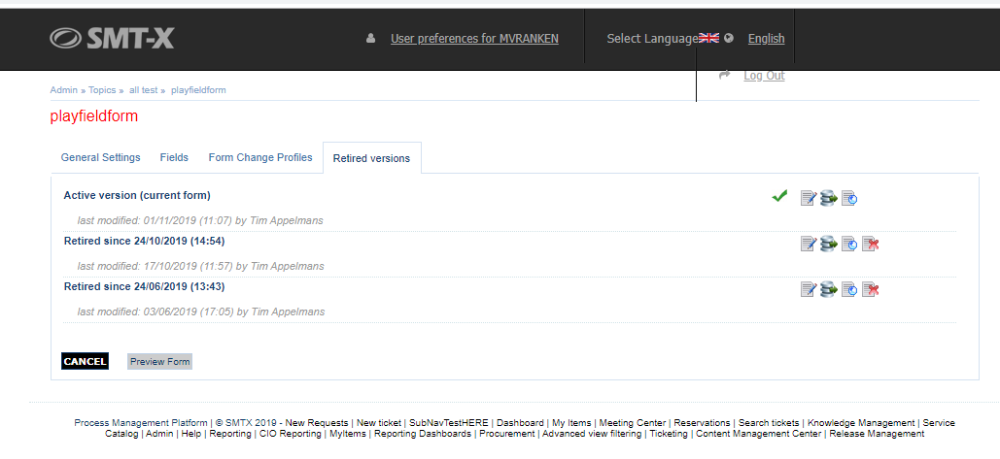 SMT-X
User preferences for MVRANKEN
Select Language
English
Log Out
Admin » Topics » all test » playfieldform
playfieldform
General Settings
Fields
Form Change Profiles
Retired versions
Active version (current form)
last modified: 01/11/2019 (11:07) by Tim Appelmans
Retired since 24/10/2019 (14:54)
last modified: 17/10/2019 (11:57) by Tim Appelmans
Retired since 24/06/2019 (13:43)
last modified: 03/06/2019 (17:05) by Tim Appelmans
CANCEL
Preview Form
Process Management Platform | © SMTX 2019 - New Requests | New ticket | SubNavTestHERE | Dashboard | My Items | Meeting Center | Reservations | Search tickets | Knowledge Management | Service
Catalog | Admin | Help | Reporting | CIO Reporting | MyItems | Reporting Dashboards | Procurement | Advanced view filtering | Ticketing | Content Management Center | Release Management